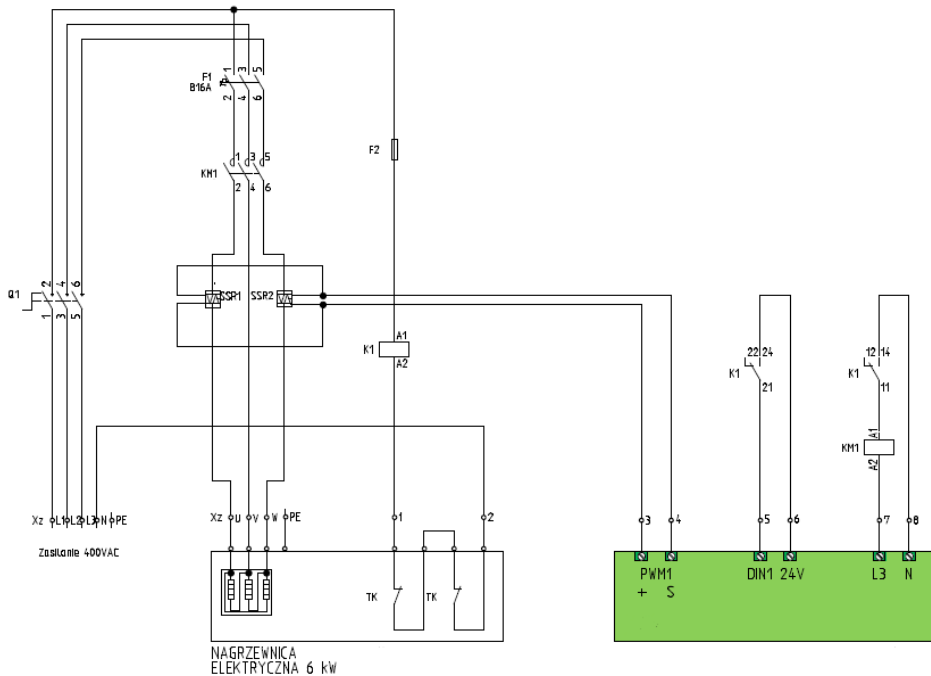 F1
B16A
1 3 5
2 4 6
F2
KM1
1 3 5
2 4 6
Q1
2 4 6
1 3 5
SSR1 SSR2
K1
A1
A2
K1
22 24
21
K1
12 14
11
KM1
A1
A2
Xz L1 L2 L3 N PE
Zasilanie 400VAC
Xz U V W PE
1 2
3 4
5 6
7 8
TK TK
PWM1
+ S
DIN1 24V
L3 N
NAGRZEWNICA
ELEKTRYCZNA 6 kW